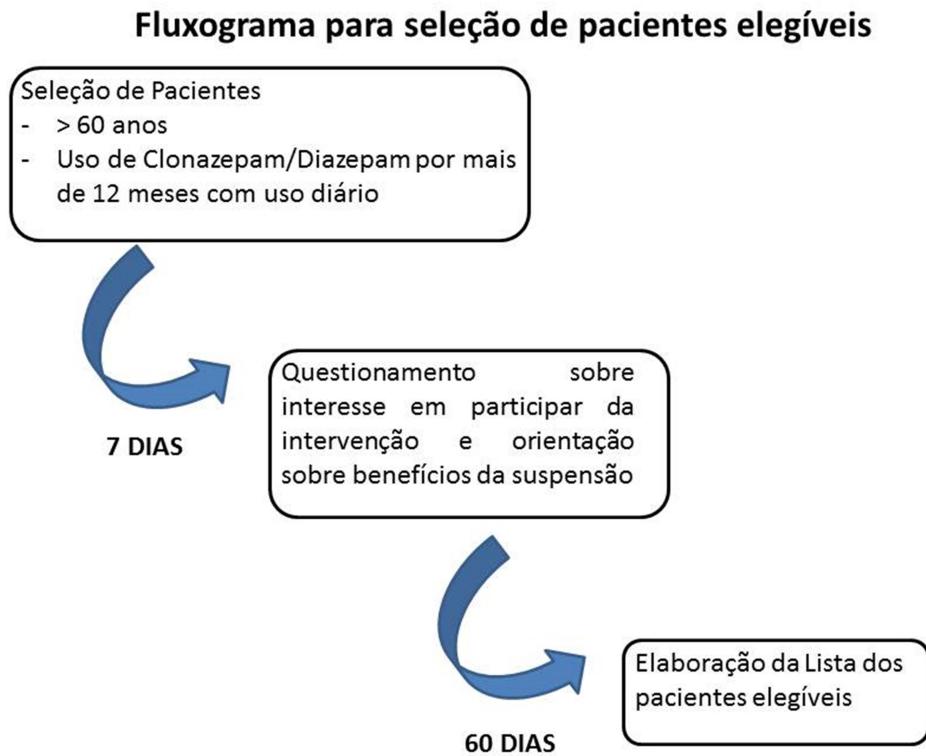 Fluxograma para seleção de pacientes elegíveis
Seleção de Pacientes
- > 60 anos
- Uso de Clonazepam/Diazepam por mais
de 12 meses com uso diário
7 DIAS
Questionamento sobre
interesse em participar da
intervenção e orientação
sobre benefícios da suspensão
60 DIAS
Elaboração da Lista dos
pacientes elegíveis